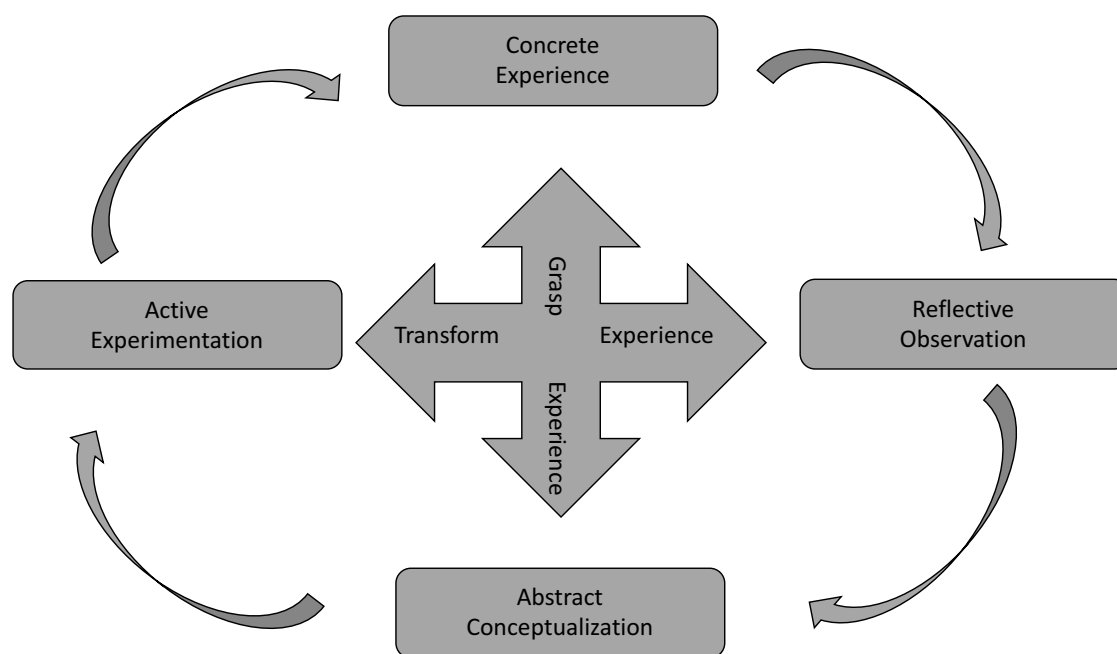 Concrete
Experience
Active
Experimentation
Grasp
Transform
Experience
Experience
Reflective
Observation
Abstract
Conceptualization